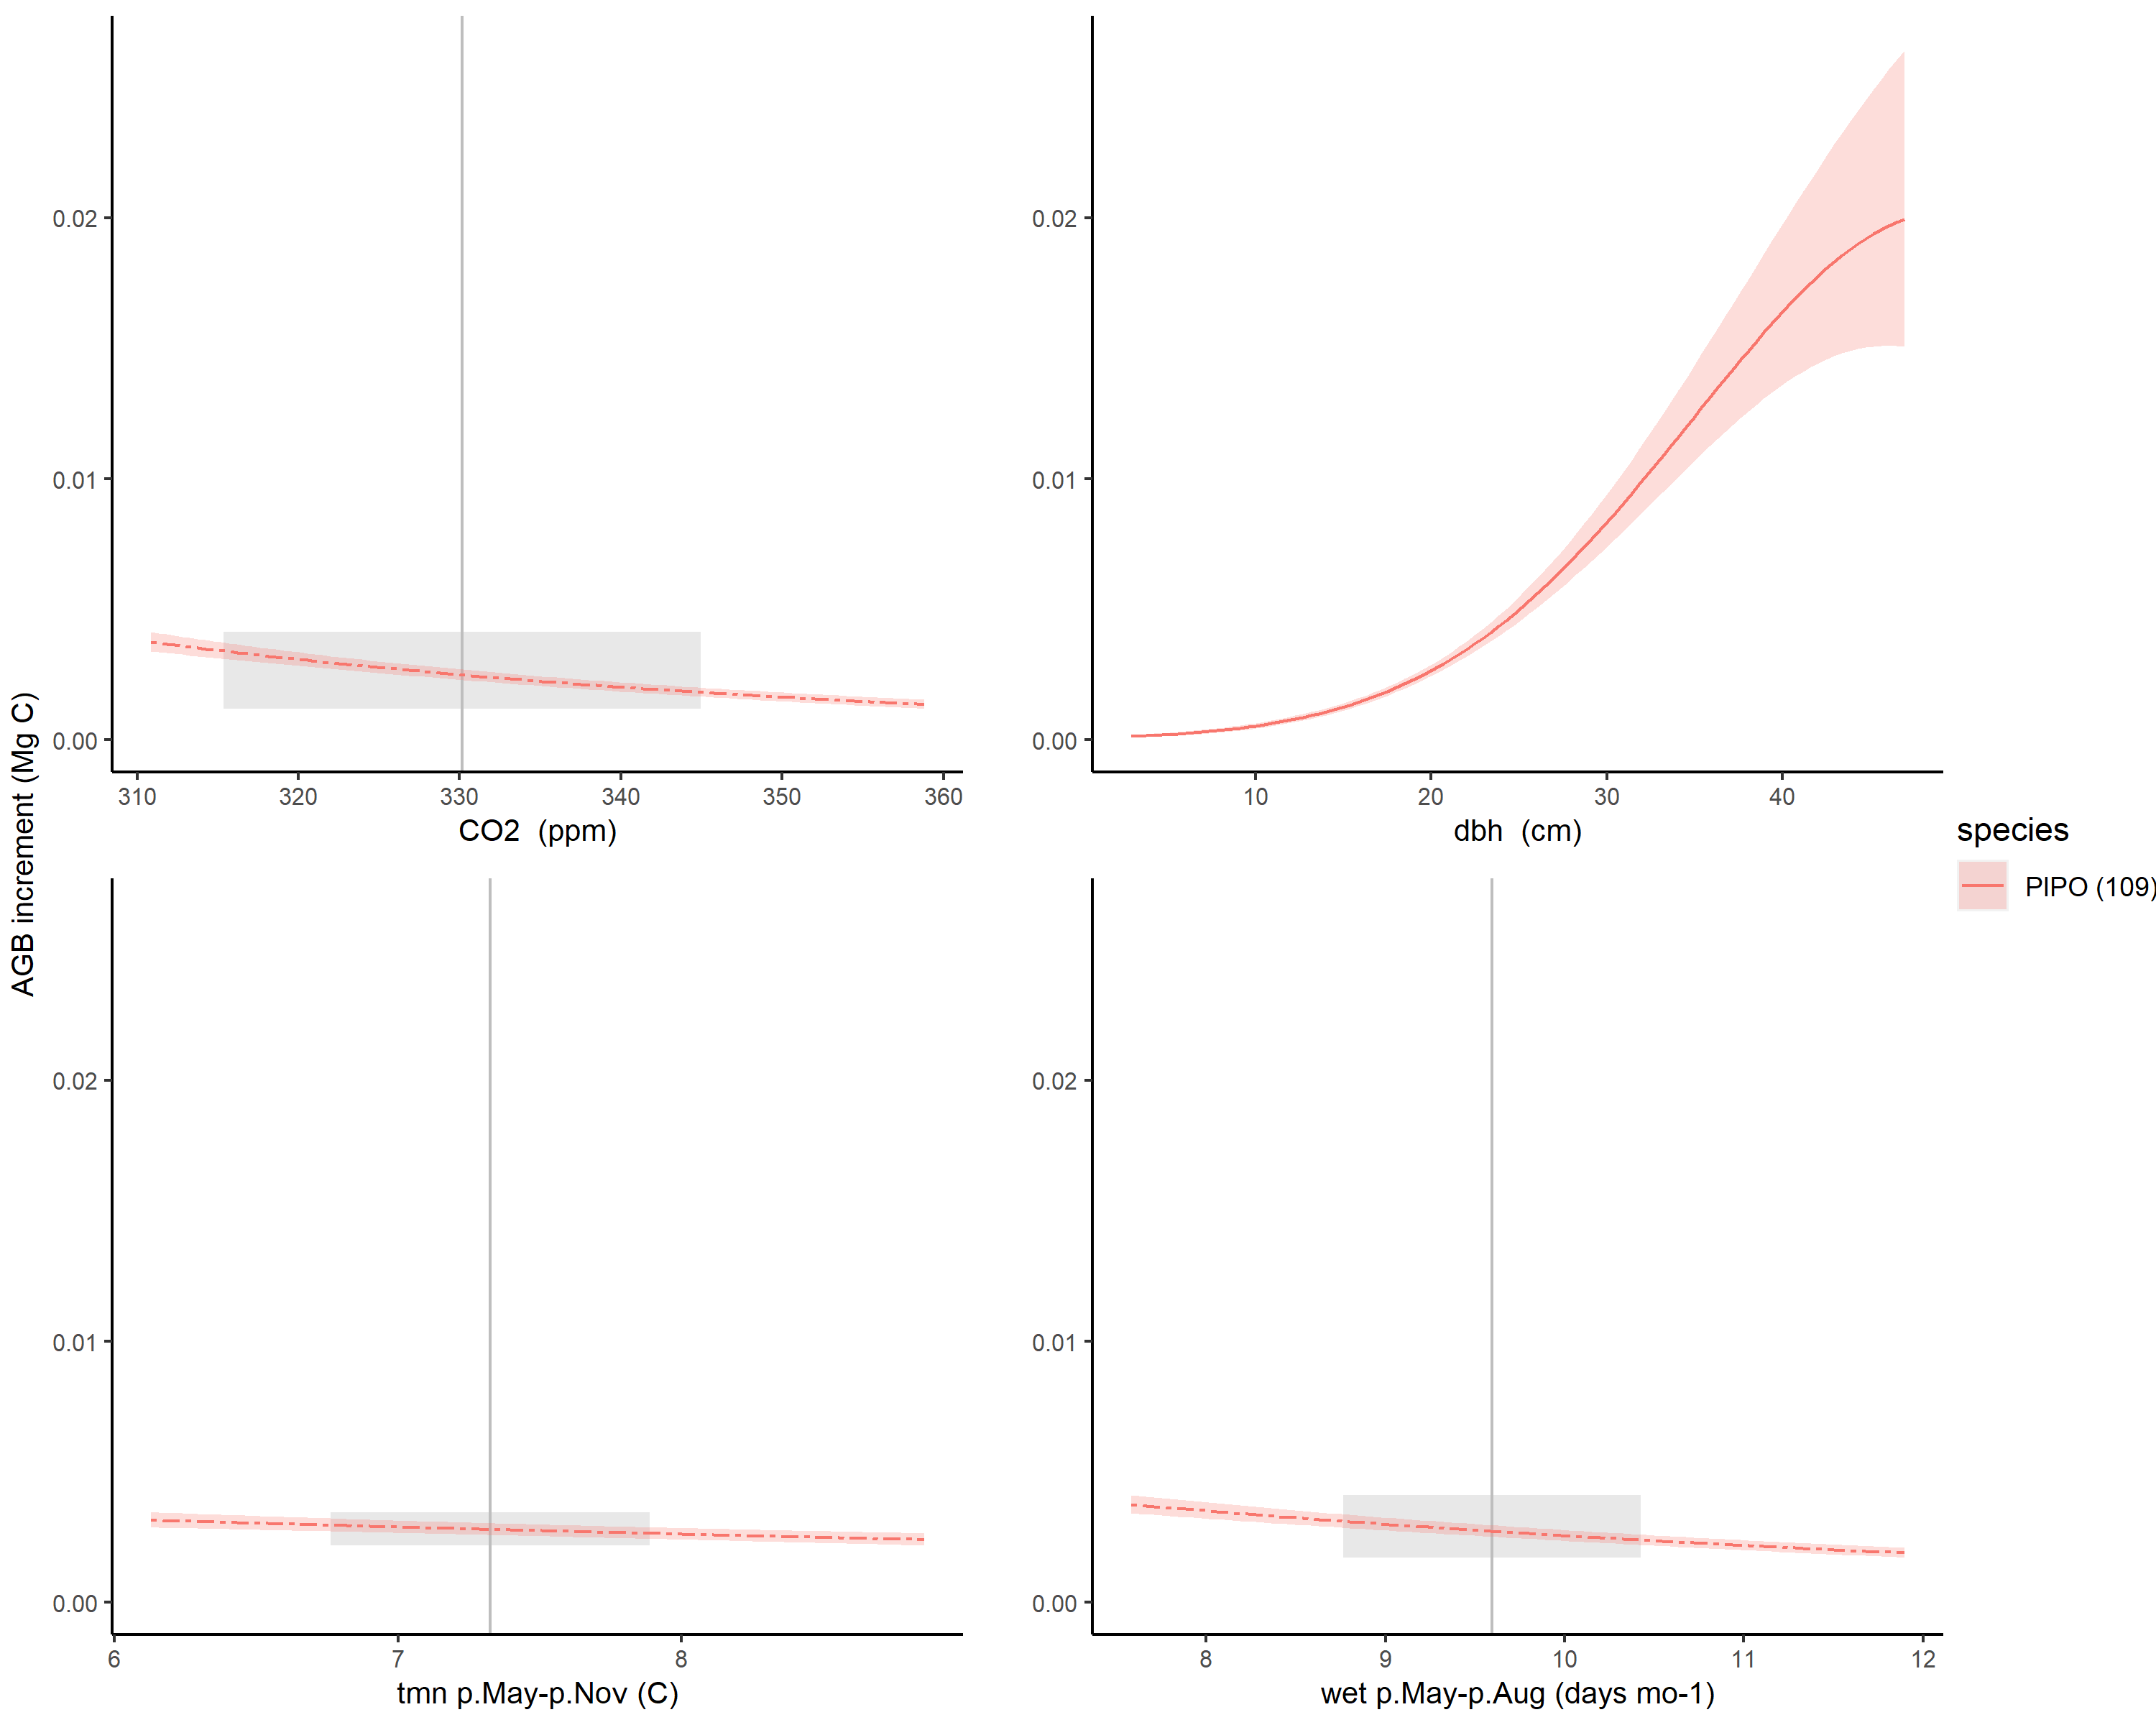 AGB increment (Mg C)
0.02
0.01
0.00
310 320 330 340 350 360
CO2 (ppm)
0.02
0.01
0.00
10 20 30 40
dbh (cm)
0.02
0.01
0.00
6 7 8
tmn p.May-p.Nov (C)
0.02
0.01
0.00
8 9 10 11 12
wet p.May-p.Aug (days mo-1)
species
PIPO (109)